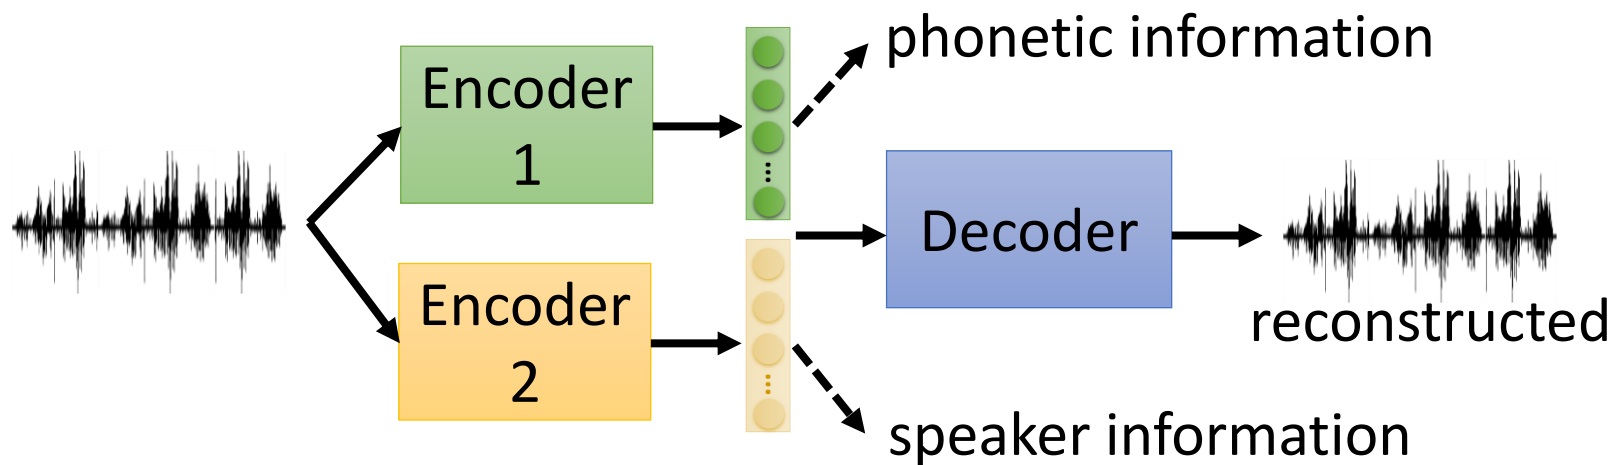 phonetic information
Encoder
1
Decoder
reconstructed
Encoder
2
speaker information